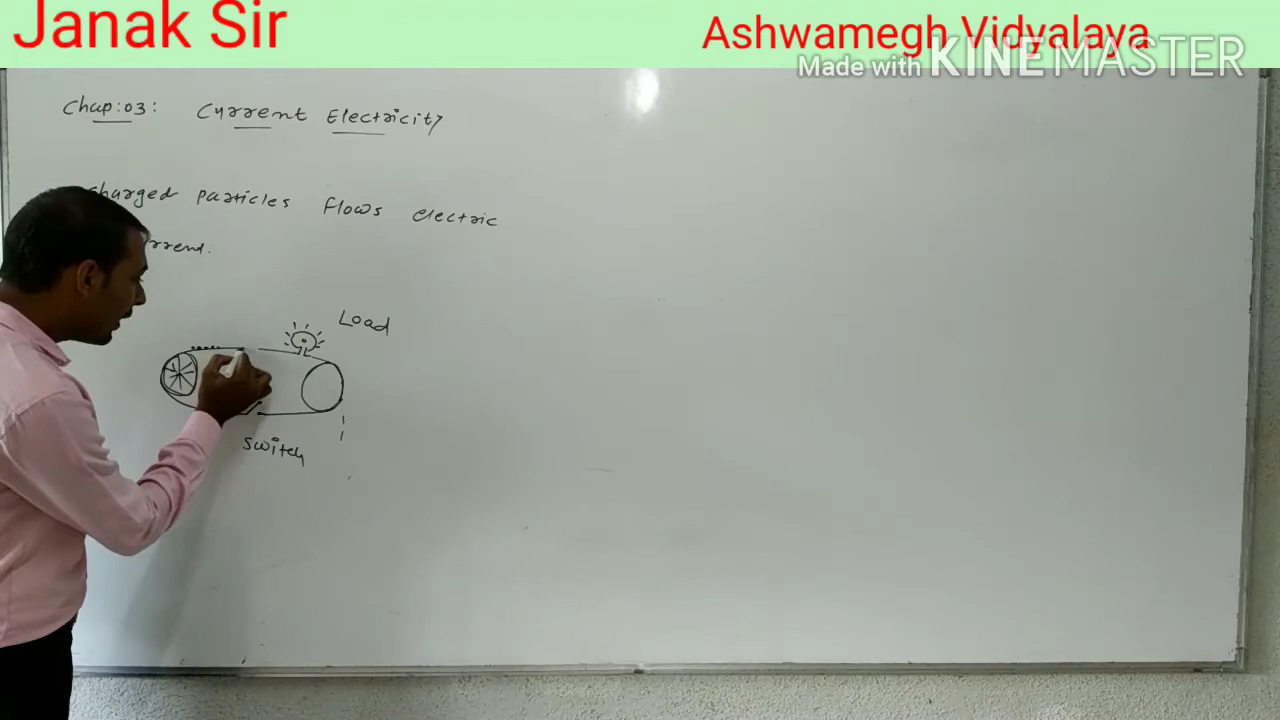 Janak Sir
Ashwamegh Vidyalaya
Made with KINEMASTER
Chap:03: Current Electricity
charged particles flows electric
Load
switch